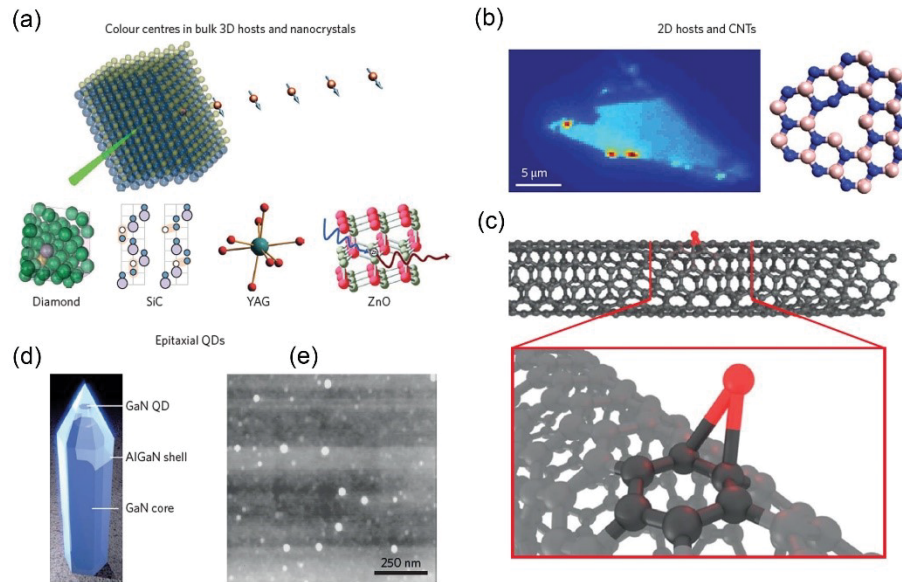 (a)
Colour centres in bulk 3D hosts and nanocrystals
Diamond
SiC
YAG
ZnO
(b)
2D hosts and CNTs
5 µm
(c)
Epitaxial QDs
(d)
GaN QD
AlGaN shell
GaN core
(e)
250 nm